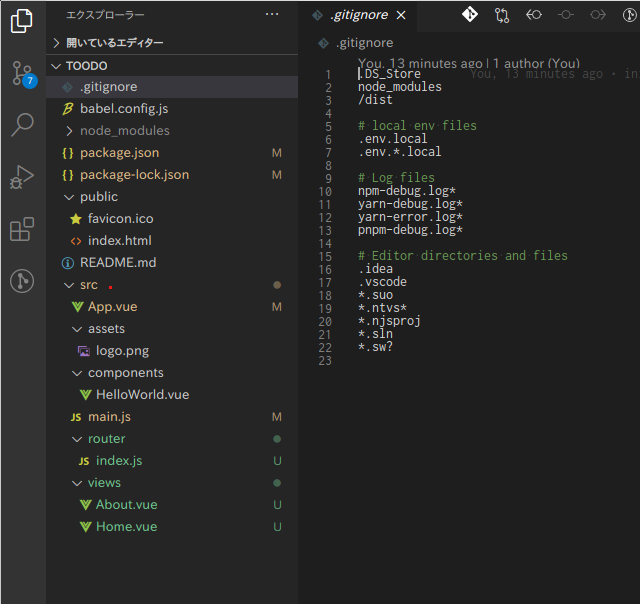 エクスプローラー
開いているエディター
TOODO
.gitignore
babel.config.js
node_modules
package.json M
package-lock.json M
public
favicon.ico
index.html
README.md
src
App.vue M
assets
logo.png
components
HelloWorld.vue
JS main.js M
router
JS index.js U
views
About.vue U
Home.vue U
7
.gitignore
.gitignore
You, 13 minutes ago | 1 author (You)
1 .DS_Store You, 13 minutes ago • in
2 node_modules
3 /dist
4
5 # local env files
6 .env.local
7 .env.*.local
8
9 # Log files
10 npm-debug.log*
11 yarn-debug.log*
12 yarn-error.log*
13 pnpm-debug.log*
14
15 # Editor directories and files
16 .idea
17 .vscode
18 *.suo
19 *.ntvs*
20 *.njsproj
21 *.sln
22 *.sw?
23